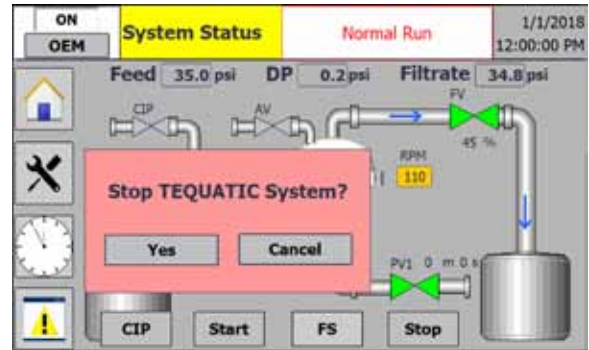 ON
OEM
System Status
Normal Run
1/1/2018
12:00:00 PM
Feed 35.0 psi DP 0.2 psi Filtrate 34.8 psi
CIP
AV
FV
45 %
RPM
110
Stop TEQUATIC System?
Yes
Cancel
PV1 0 m 0 s
CIP
Start
FS
Stop